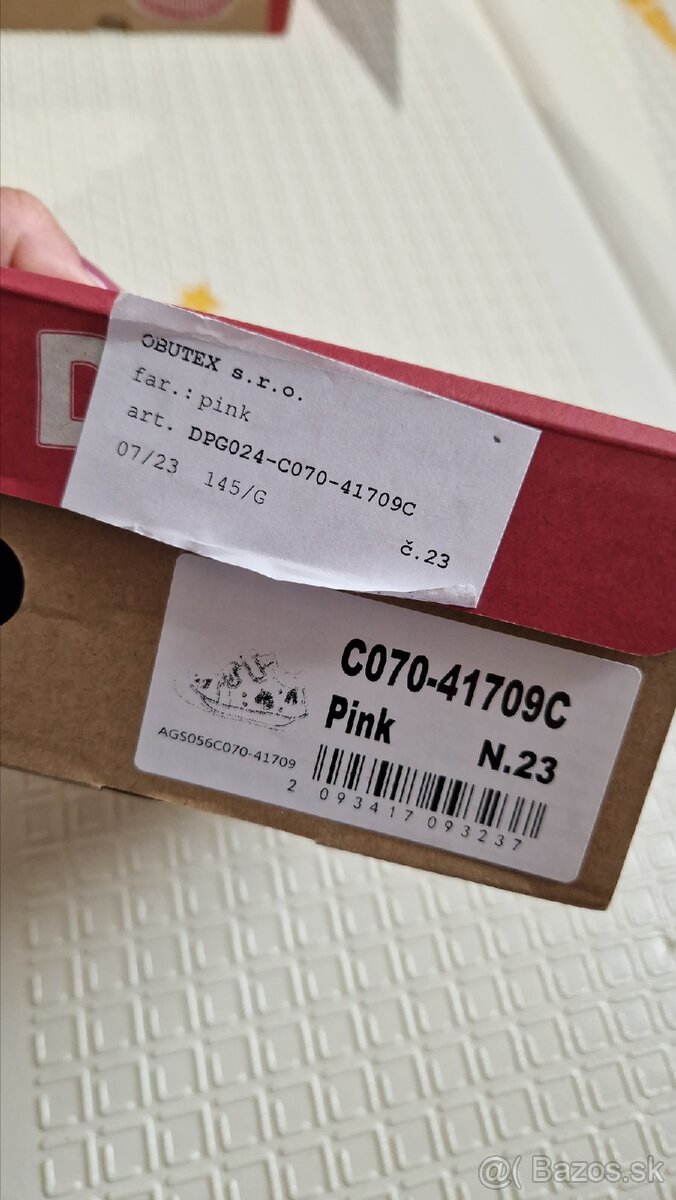 D
OBUTEX s.r.o.
far.: pink
art. DPG024-C070-41709C
07/23 145/G
č.23
C070-41709C
Pink
N.23
AGS056C070-41709
2 093417 093237
@( Bazos.sk